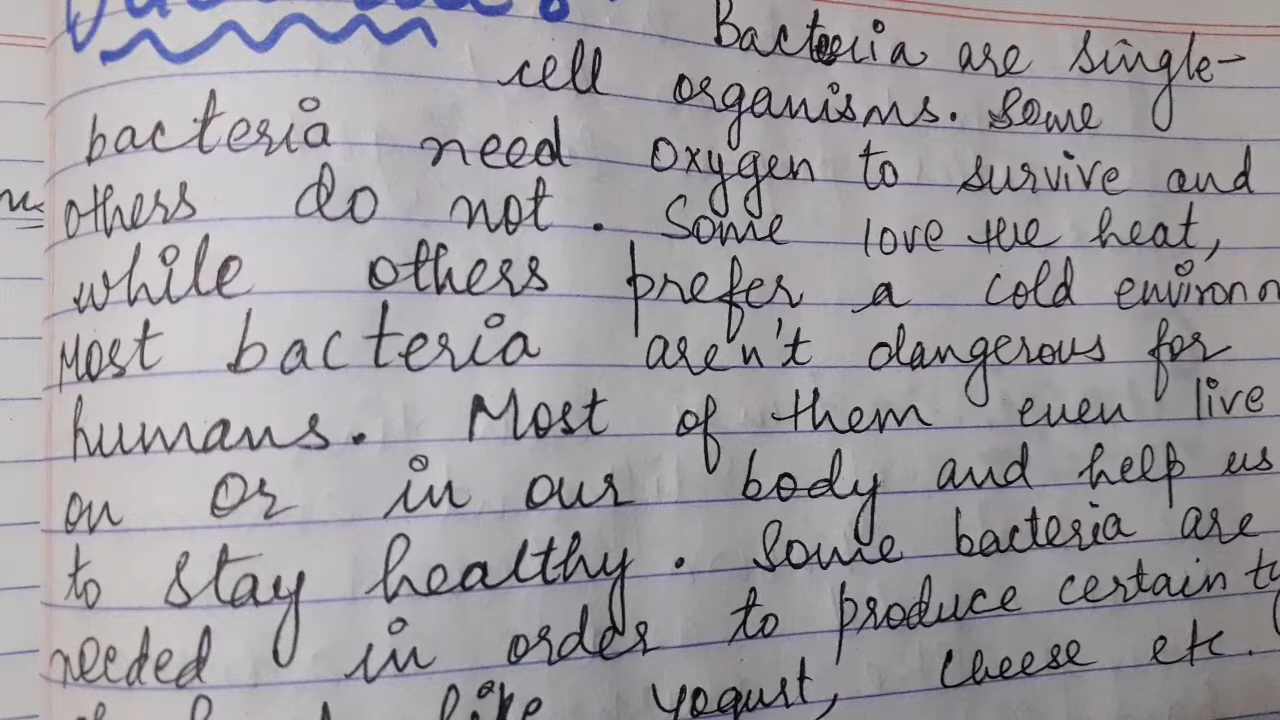 Bacteria are single-
cell organisms. Some
bacteria need oxygen to survive and
others do not. Some love the heat,
while others prefer a cold
Most bacteria aren't dangerous for
humans. Most of them even live
on or in our body and help us
to stay healthy. Some bacteria are
needed in order to produce certain
like yogurt, cheese etc.